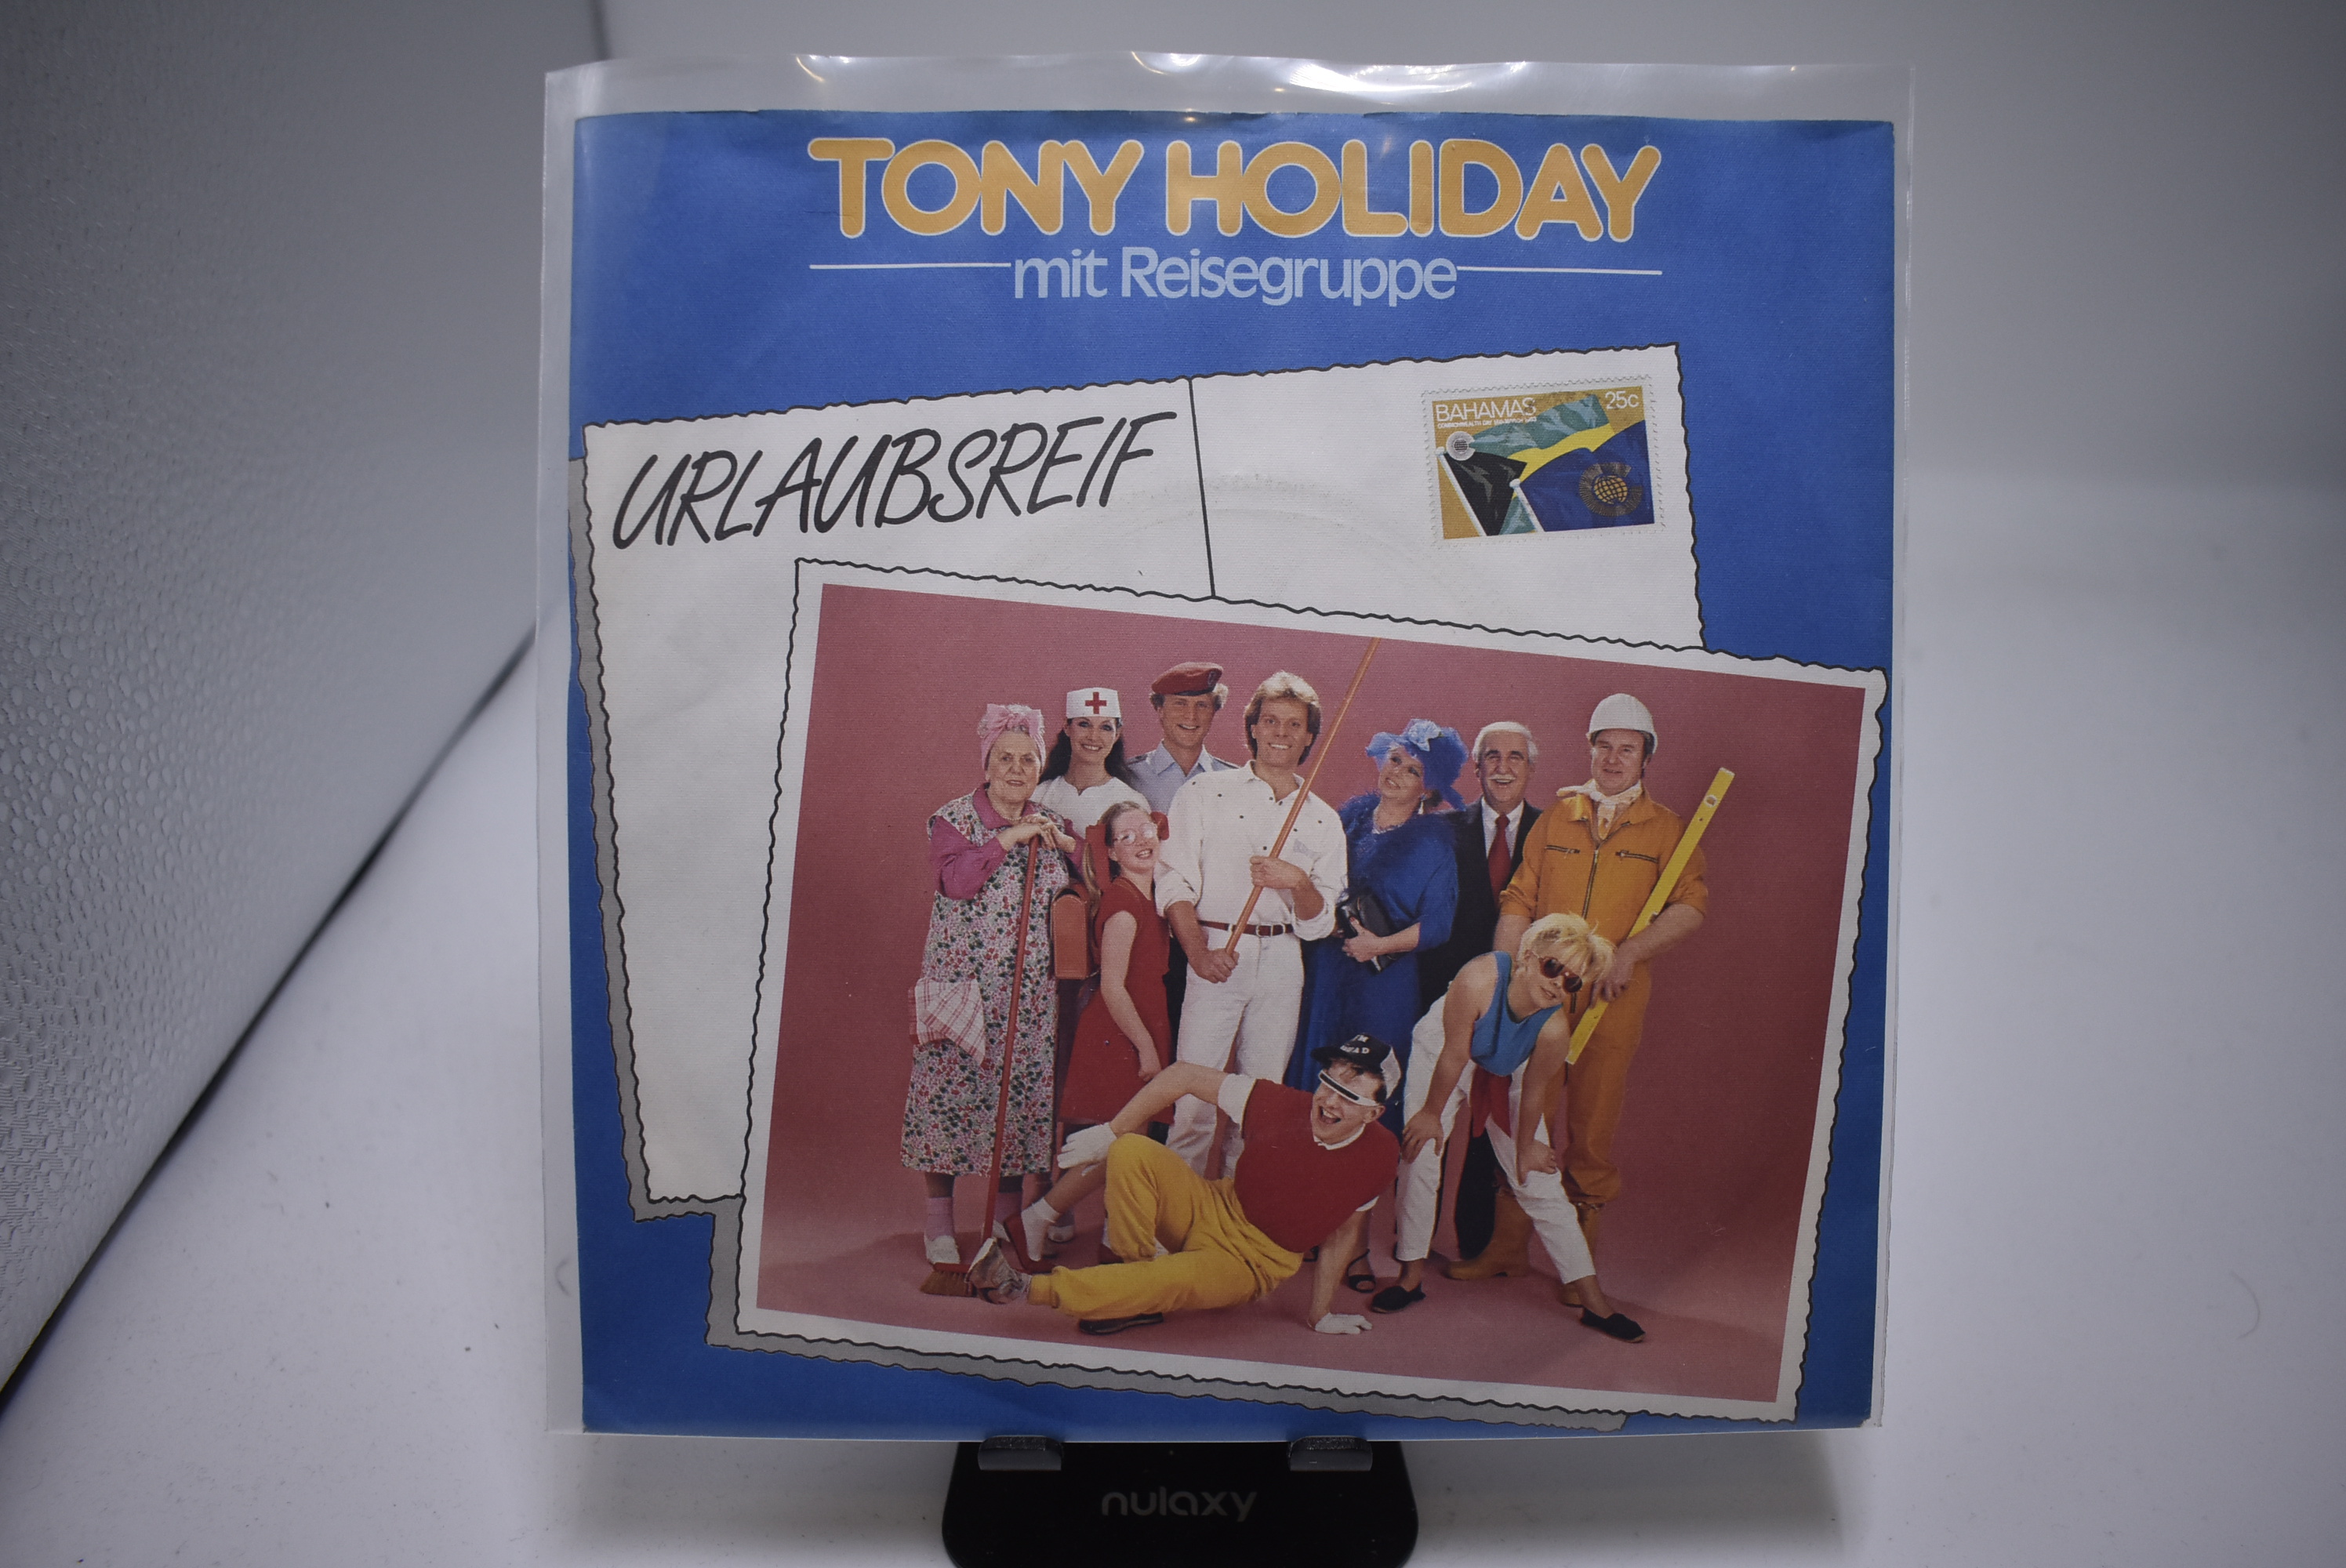 TONY HOLIDAY
mit Reisegruppe
URLAUBSREIF
BAHAMAS 25c
nulaxy